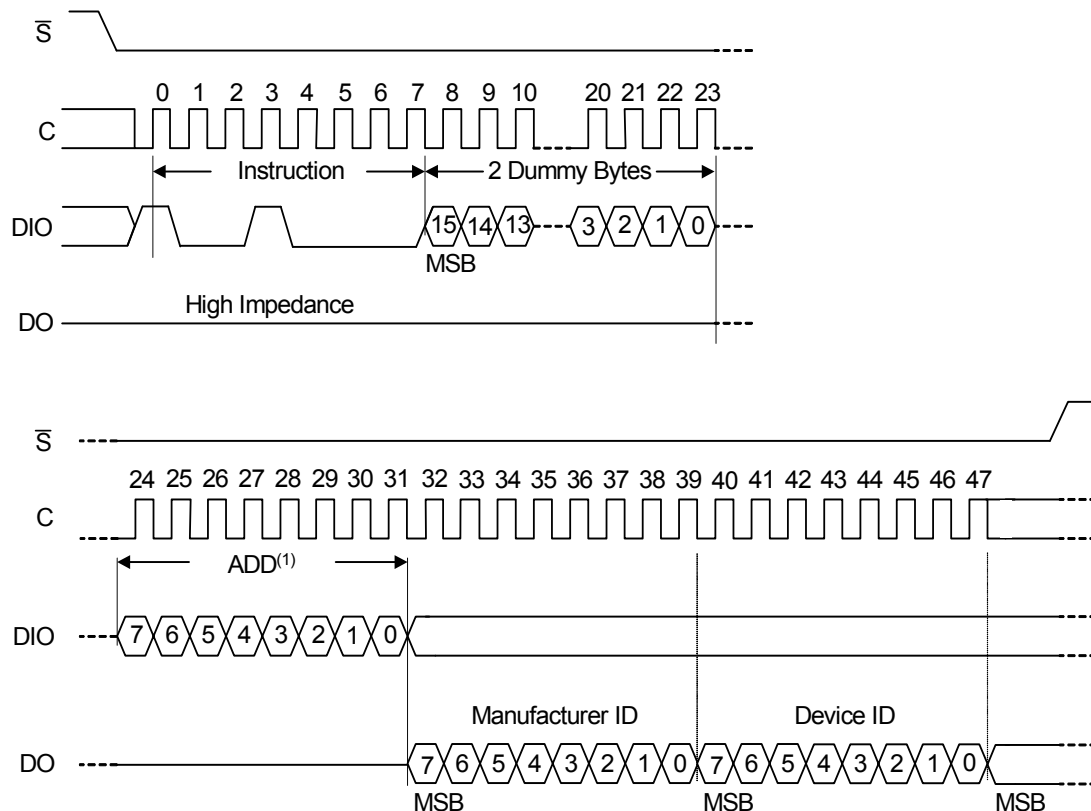 S̅
0 1 2 3 4 5 6 7 8 9 10 20 21 22 23
C
Instruction 2 Dummy Bytes
DIO 15 14 13 3 2 1 0
MSB
High Impedance
DO
S̅
24 25 26 27 28 29 30 31 32 33 34 35 36 37 38 39 40 41 42 43 44 45 46 47
C
ADD(1)
DIO 7 6 5 4 3 2 1 0
Manufacturer ID Device ID
DO 7 6 5 4 3 2 1 0 7 6 5 4 3 2 1 0
MSB MSB MSB